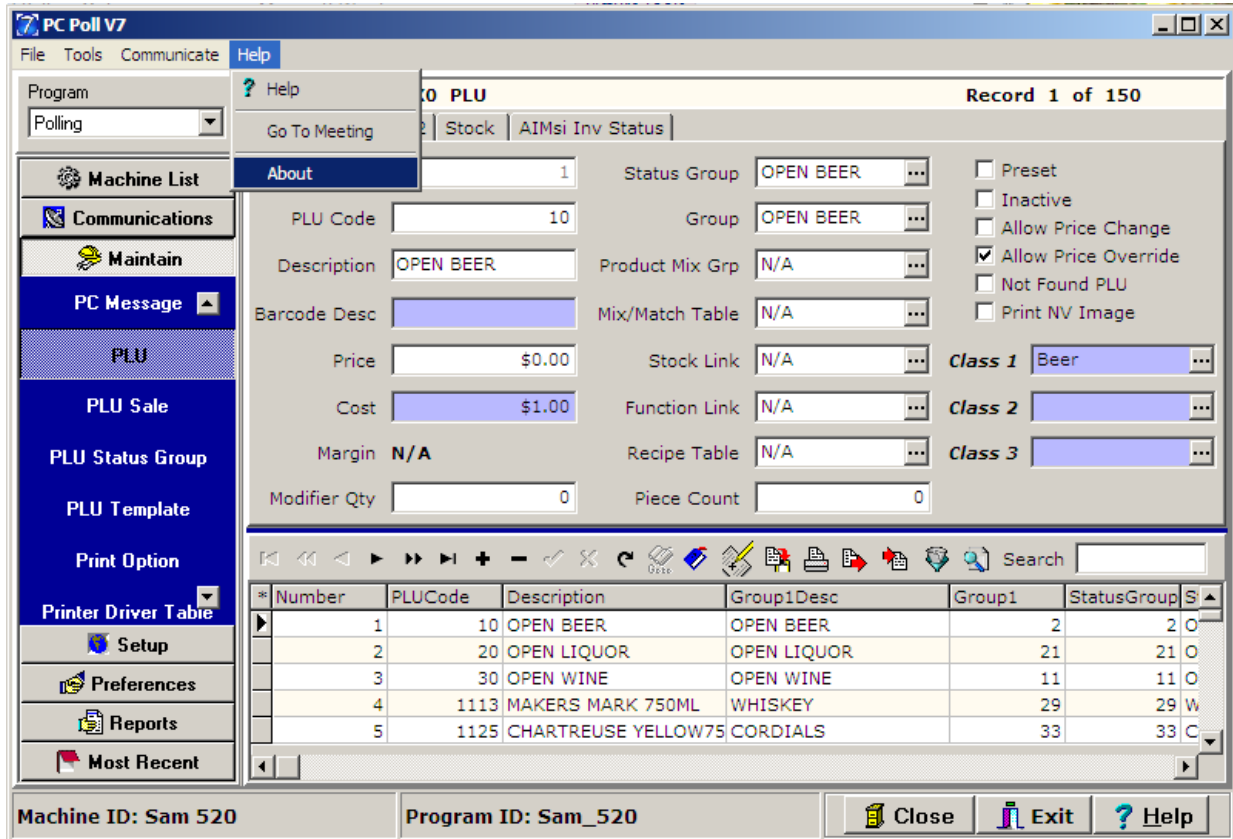 PC Poll V7
File Tools Communicate Help
Program
Polling
Help
Go To Meeting
About
PLU
Record 1 of 150
Stock
AIMsi Inv Status
Machine List
Communications
Maintain
PC Message
PLU
PLU Sale
PLU Status Group
PLU Template
Print Option
Printer Driver Table
Setup
Preferences
Reports
Most Recent
1
PLU Code 10
Description OPEN BEER
Barcode Desc
Price $0.00
Cost $1.00
Margin N/A
Modifier Qty 0
Status Group OPEN BEER ...
Group OPEN BEER ...
Product Mix Grp N/A ...
Mix/Match Table N/A ...
Stock Link N/A ...
Function Link N/A ...
Recipe Table N/A ...
Piece Count 0
Preset
Inactive
Allow Price Change
Allow Price Override
Not Found PLU
Print NV Image
Class 1 Beer ...
Class 2 ...
Class 3 ...
Goto Search
* Number PLUCode Description Group1Desc Group1 StatusGroup S
1 10 OPEN BEER OPEN BEER 2 2 O
2 20 OPEN LIQUOR OPEN LIQUOR 21 21 O
3 30 OPEN WINE OPEN WINE 11 11 O
4 1113 MAKERS MARK 750ML WHISKEY 29 29 W
5 1125 CHARTREUSE YELLOW75 CORDIALS 33 33 C
Machine ID: Sam 520
Program ID: Sam_520
Close
Exit
Help